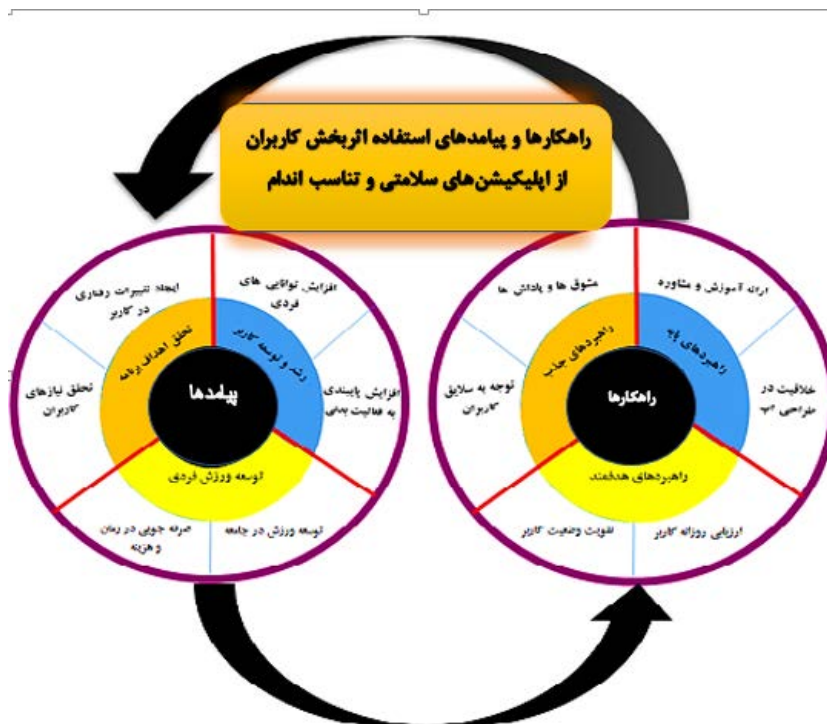 راهکارها و پیامدهای استفاده اثربخش کاربران
از اپلیکیشن‌های سلامتی و تناسب اندام
ارائه آموزش و مشاوره
مشوق ها و پاداش ها
راهبردهای پایه
راهبردهای جذب
خلاقیت در
طراحی اپ
توجه به سلایق
کاربران
راهکارها
راهبردهای هدفمند
ارزیابی روزانه کاربر
تقویت وضعیت کاربر
افزایش توانایی های
فردی
ایجاد تغییرات رفتاری
در کاربر
رشد و توسعه کاربر
تحقق اهداف برنامه
افزایش پایبندی
به فعالیت بدنی
تحقق نیازهای
کاربران
پیامدها
توسعه ورزش فردی
توسعه ورزش در جامعه
صرفه جویی در زمان
و هزینه